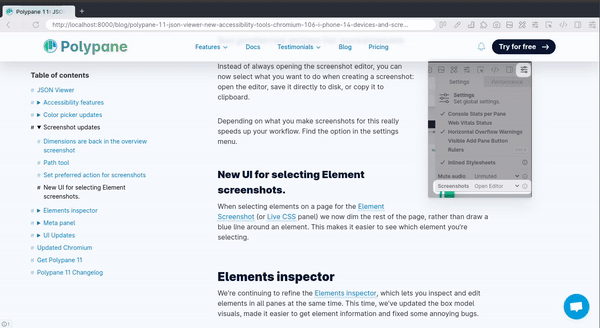 Polypane 11: JSO
http://localhost:8000/blog/polypane-11-json-viewer-new-accessibility-tools-chromium-106-i-phone-14-devices-and-scre...
Polypane
Features
Docs
Testimonials
Blog
Pricing
Try for free
Table of contents
# JSON Viewer
# ▶ Accessibility features
# ▶ Color picker updates
# ▼ Screenshot updates
# Dimensions are back in the overview
screenshot
# Path tool
# Set preferred action for screenshots
# New UI for selecting Element
screenshots.
# ▶ Elements inspector
# ▶ Meta panel
# ▶ UI Updates
# Updated Chromium
# Get Polypane 11
# Polypane 11 Changelog
Instead of always opening the screenshot editor, you can
now select what you want to do when creating a screenshot:
open the editor, save it directly to disk, or copy it to
clipboard.
Depending on what you make screenshots for this really
speeds up your workflow. Find the option in the settings
menu.
Settings
Settings
Set global settings.
Console Stats per Pane
Web Vitals Status
Horizontal Overflow Warnings
Visible Add Pane Button
Rulers
Inlined Stylesheets
Mute audio Unmuted
Screenshots Open Editor
New UI for selecting Element
screenshots.
When selecting elements on a page for the Element
Screenshot (or Live CSS panel) we now dim the rest of the page, rather than draw a
blue line around an element. This makes it easier to see which element you're
selecting.
Elements inspector
We're continuing to refine the Elements inspector, which lets you inspect and edit
elements in all panes at the same time. This time, we've updated the box model
visuals, made it easier to get element information and fixed some annoying bugs.